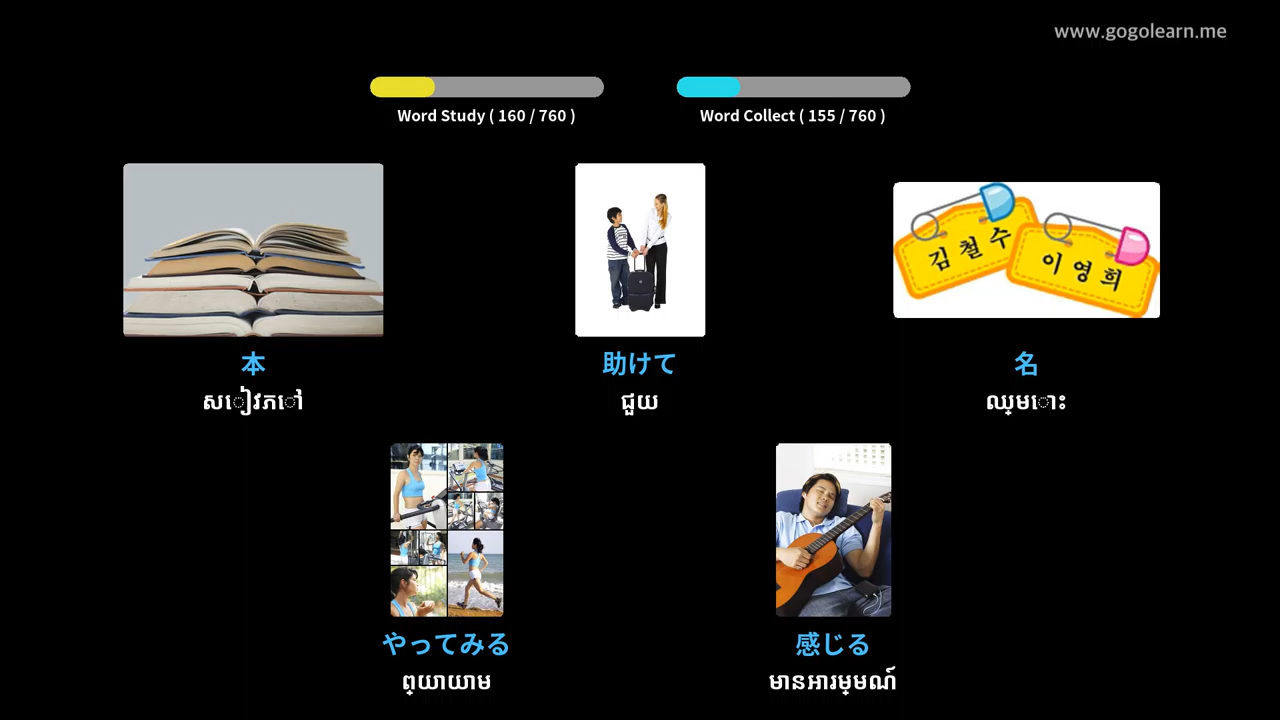 www.gogolearn.me
Word Study ( 160 / 760 )
Word Collect ( 155 / 760 )
김철수
이영희
本
助けて
名
សៀវភៅ
ជួយ
ឈ្មោះ
やってみる
感じる
ព្យាយាម
មានអារម្មណ៍